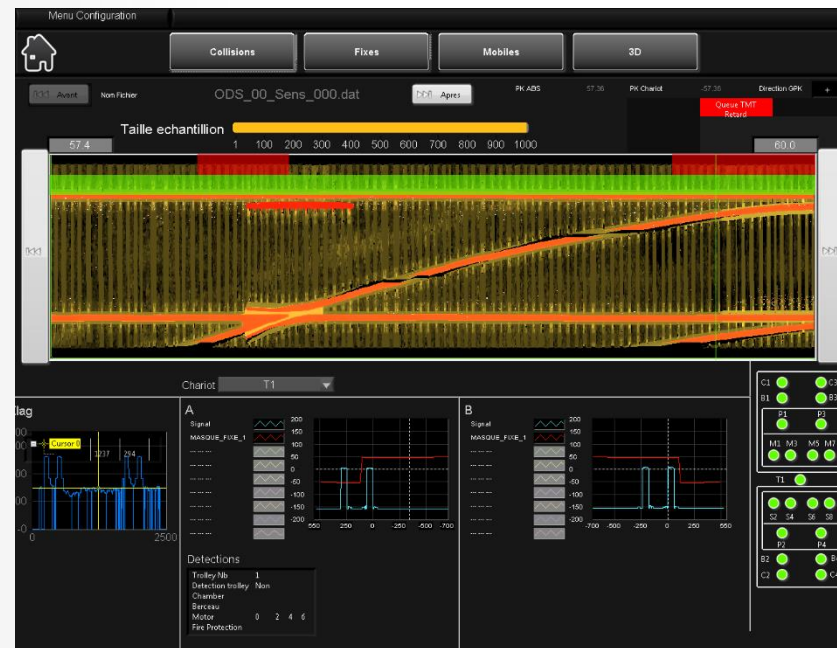 Menu Configuration
Collisions Fixes Mobiles 3D
Avant Nom Fichier ODS_00_Sens_000.dat Apres PK ABS 57.36 PK Chariot -57.36 Direction GPK +
Queue TMT
Retard
Taille echantillion
1 100 200 300 400 500 600 700 800 900 1000
57.4 60.0
Chariot T1
A
Signal
MASQUE_FIXE_1
200
150
100
50
0
-50
-100
-150
-200
550 250 0 -250 -500 -700
B
Signal
MASQUE_FIXE_1
200
150
100
50
0
-50
-100
-150
-200
-700 -500 -250 0 250 550
Cursor 0
1237 294
0 2500
Detections
Trolley Nb 1
Detection trolley Non
Chamber
Berceau
Motor 0 2 4 6
Fire Protection
C1 C3
B1 B3
P1 P3
M1 M3 M5 M7
T1
S2 S4 S6 S8
P2 P4
B2
C2 C4